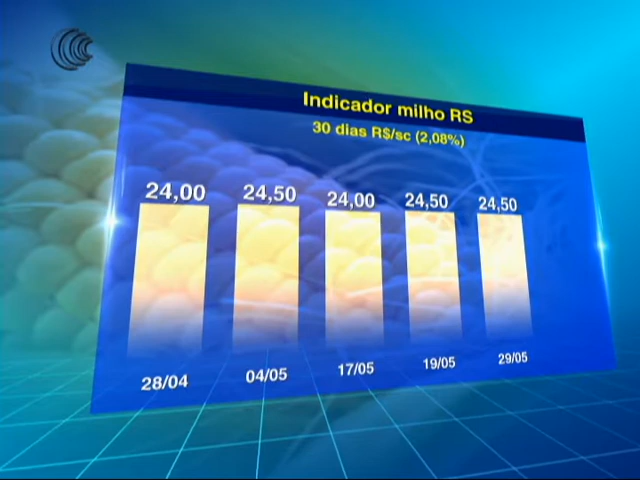 Indicador milho RS
30 dias R$/sc (2,08%)
24,00 24,50 24,00 24,50 24,50
28/04 04/05 17/05 19/05 29/05